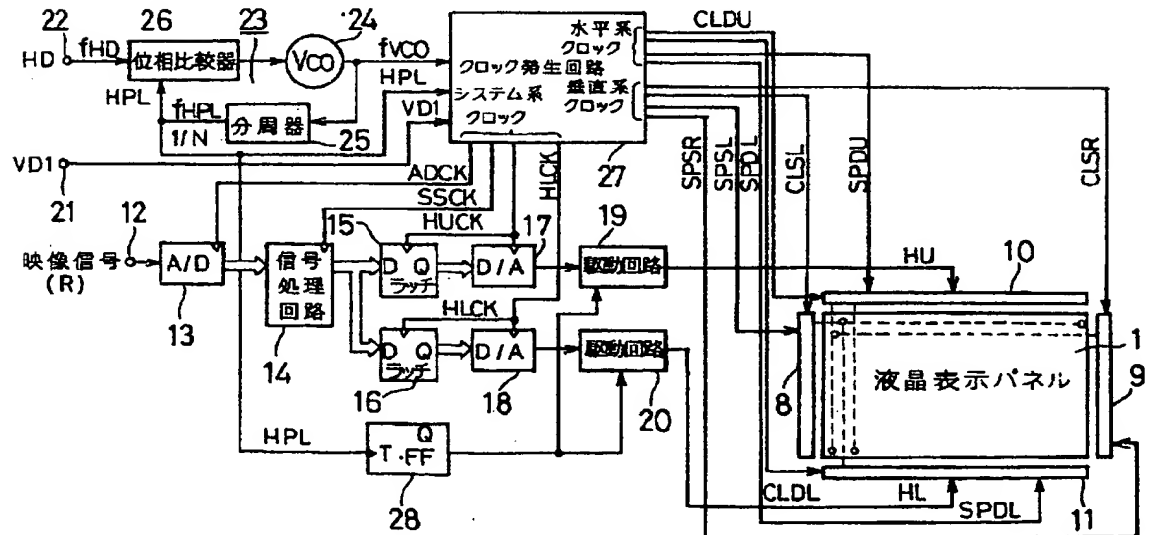 22
26
23
24
CLDU
HD
fHD
位相比較器
VCO
fVCO
水平系
クロック
クロック発生回路
HPL
HPL
システム系
垂直系
クロック
クロック
fHPL
1/N
分周器
25
VD1
VD1
21
27
ADCK
SSCK
HLCK
SPSR
SPSL
SPDL
CLSL
SPDU
CLSR
12
15
HUCK
17
19
映像信号
(R)
A/D
13
信号
処理
回路
14
D Q
ラッチ
D/A
駆動回路
HU
10
HLCK
D Q
ラッチ
16
D/A
18
駆動回路
20
8
液晶表示パネル
1
9
HPL
Q
T・FF
28
CLDL
HL
SPDL
11